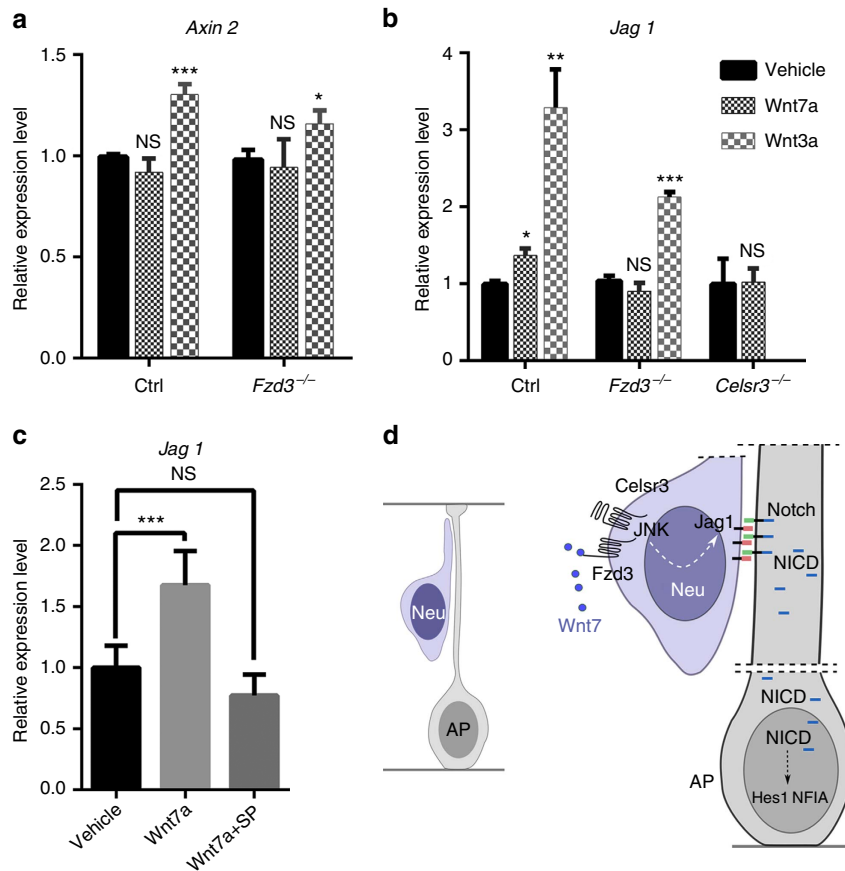 a
Axin 2
Relative expression level
1.5
1.0
0.5
0.0
NS
***
NS
*
Ctrl
Fzd3−/−
b
Jag 1
Relative expression level
4
3
2
1
0
*
**
NS
***
NS
Vehicle
Wnt7a
Wnt3a
Ctrl
Fzd3−/−
Celsr3−/−
c
Jag 1
Relative expression level
2.5
2.0
1.5
1.0
0.5
0.0
NS
***
Vehicle
Wnt7a
Wnt7a+SP
d
Neu
AP
Celsr3
JNK
Jag1
Fzd3
Neu
Wnt7
Notch
NICD
NICD
NICD
AP
Hes1 NFIA